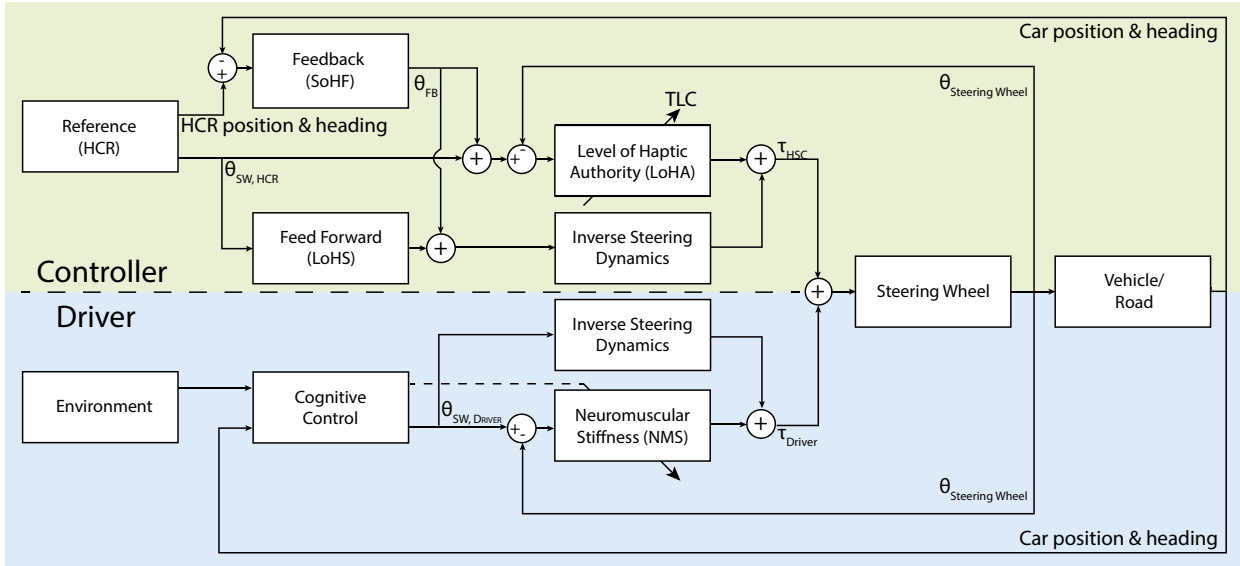 Car position & heading
-
+
Feedback
(SoHF)
θFB
θSteering Wheel
TLC
Reference
(HCR)
HCR position & heading
+
+
-
Level of Haptic
Authority (LoHA)
+
τHSC
θSW, HCR
Feed Forward
(LoHS)
+
Inverse Steering
Dynamics
Controller
Driver
+
Steering Wheel
Vehicle/
Road
Inverse Steering
Dynamics
Environment
Cognitive
Control
θSW, DRIVER
+
-
Neuromuscular
Stiffness (NMS)
+
τDriver
θSteering Wheel
Car position & heading